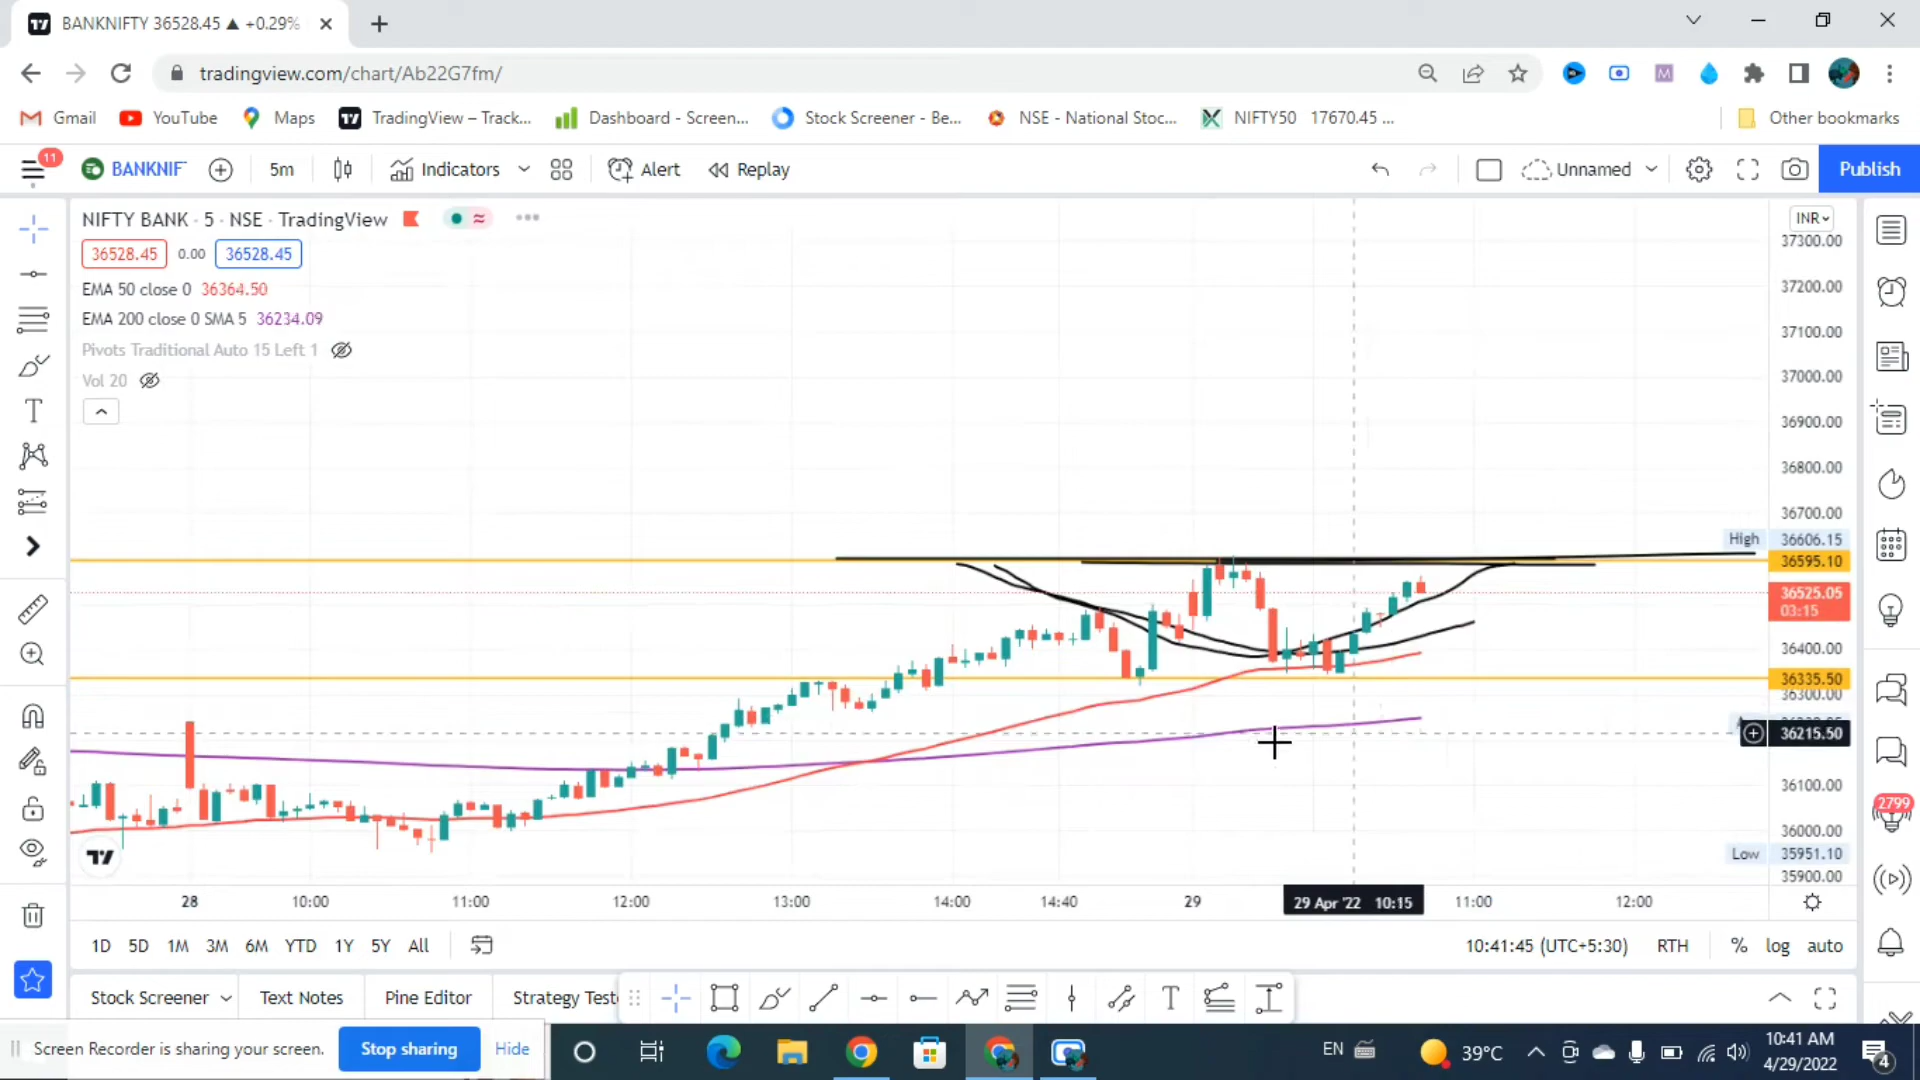 BANKNIFTY 36528.45 ▲ +0.29%
tradingview.com/chart/Ab22G7fm/
Gmail YouTube Maps TradingView – Track... Dashboard - Screen... Stock Screener - Be... NSE - National Stoc... NIFTY50 17670.45 ... Other bookmarks
11 BANKNIF 5m Indicators Alert Replay Unnamed Publish
NIFTY BANK · 5 · NSE · TradingView
INR
36528.45 0.00 36528.45
EMA 50 close 0 36364.50
EMA 200 close 0 SMA 5 36234.09
Pivots Traditional Auto 15 Left 1
Vol 20
37300.00
37200.00
37100.00
37000.00
36900.00
36800.00
36700.00
High 36606.15
36595.10
36525.05
03:15
36400.00
36335.50
36300.00
36215.50
36100.00
36000.00
Low 35951.10
35900.00
2799
28 10:00 11:00 12:00 13:00 14:00 14:40 29 29 Apr '22 10:15 11:00 12:00
1D 5D 1M 3M 6M YTD 1Y 5Y All 10:41:45 (UTC+5:30) RTH % log auto
Stock Screener Text Notes Pine Editor Strategy Test
Screen Recorder is sharing your screen. Stop sharing Hide
EN 39°C 10:41 AM
4/29/2022
4